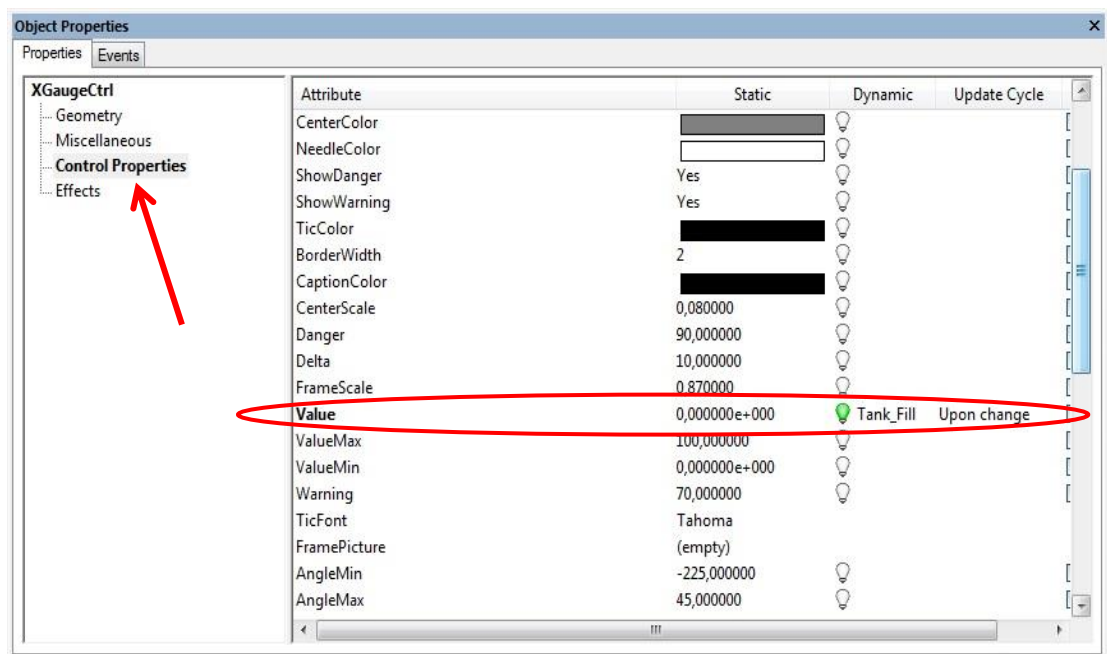 Object Properties
Properties Events
XGaugeCtrl
Geometry
Miscellaneous
Control Properties
Effects
Attribute Static Dynamic Update Cycle
CenterColor
NeedleColor
ShowDanger Yes
ShowWarning Yes
TicColor
BorderWidth 2
CaptionColor
CenterScale 0,080000
Danger 90,000000
Delta 10,000000
FrameScale 0,870000
Value 0,000000e+000 Tank_Fill Upon change
ValueMax 100,000000
ValueMin 0,000000e+000
Warning 70,000000
TicFont Tahoma
FramePicture (empty)
AngleMin -225,000000
AngleMax 45,000000